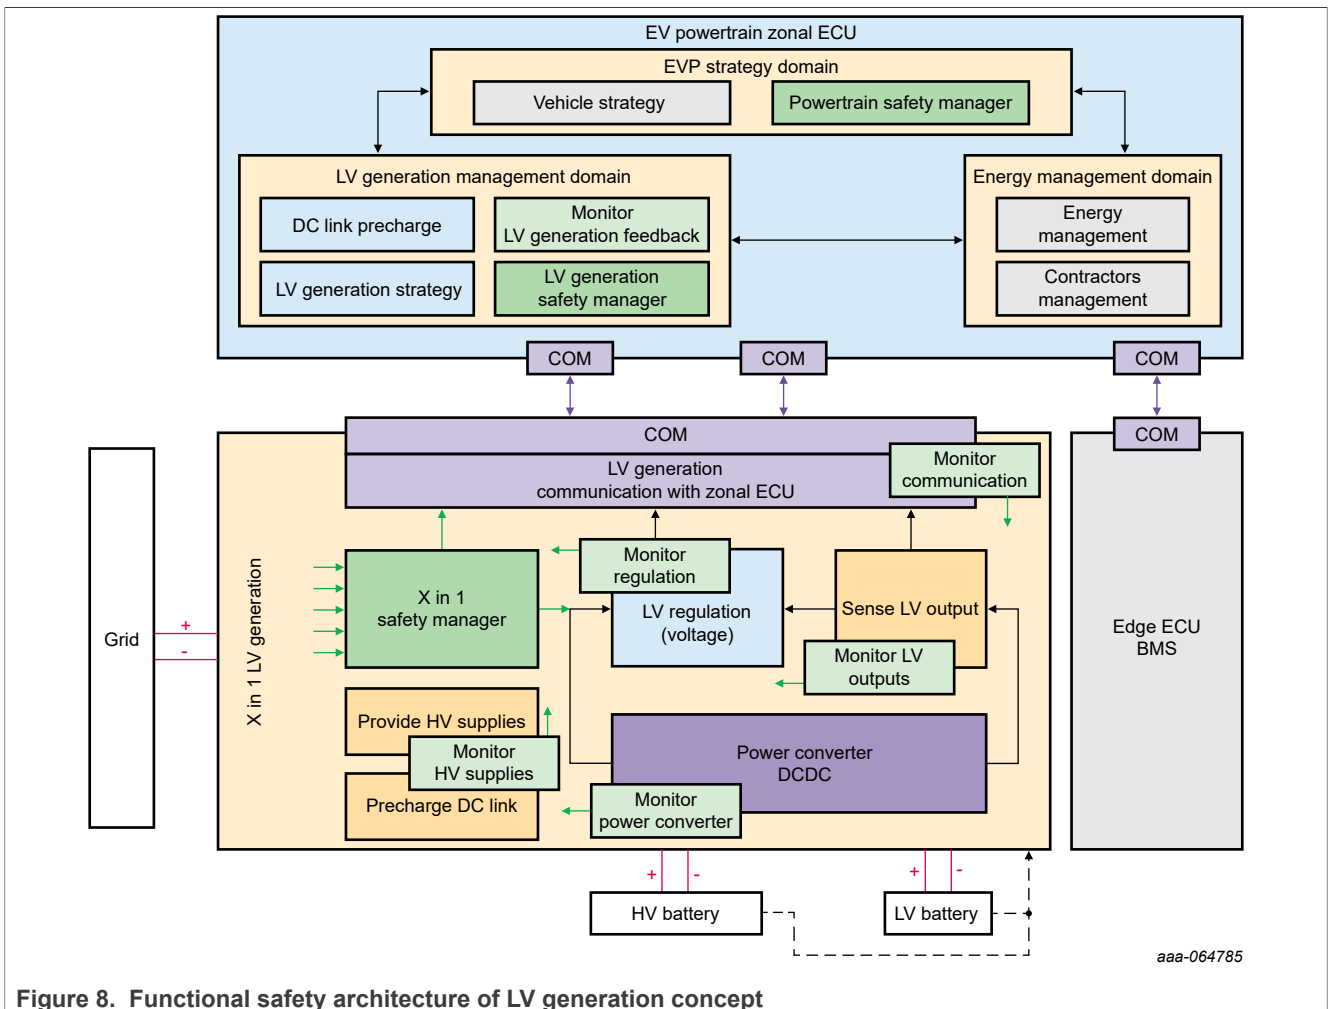 EV powertrain zonal ECU
EVP strategy domain
Vehicle strategy
Powertrain safety manager
LV generation management domain
DC link precharge
Monitor
LV generation feedback
LV generation strategy
LV generation
safety manager
Energy management domain
Energy
management
Contractors
management
COM
COM
COM
COM
COM
LV generation
communication with zonal ECU
Monitor
communication
Grid
+
-
X in 1 LV generation
X in 1
safety manager
Monitor
regulation
LV regulation
(voltage)
Sense LV output
Monitor LV
outputs
Provide HV supplies
Monitor
HV supplies
Precharge DC link
Power converter
DCDC
Monitor
power converter
Edge ECU
BMS
+
-
+
-
HV battery
LV battery
aaa-064785
Figure 8. Functional safety architecture of LV generation concept